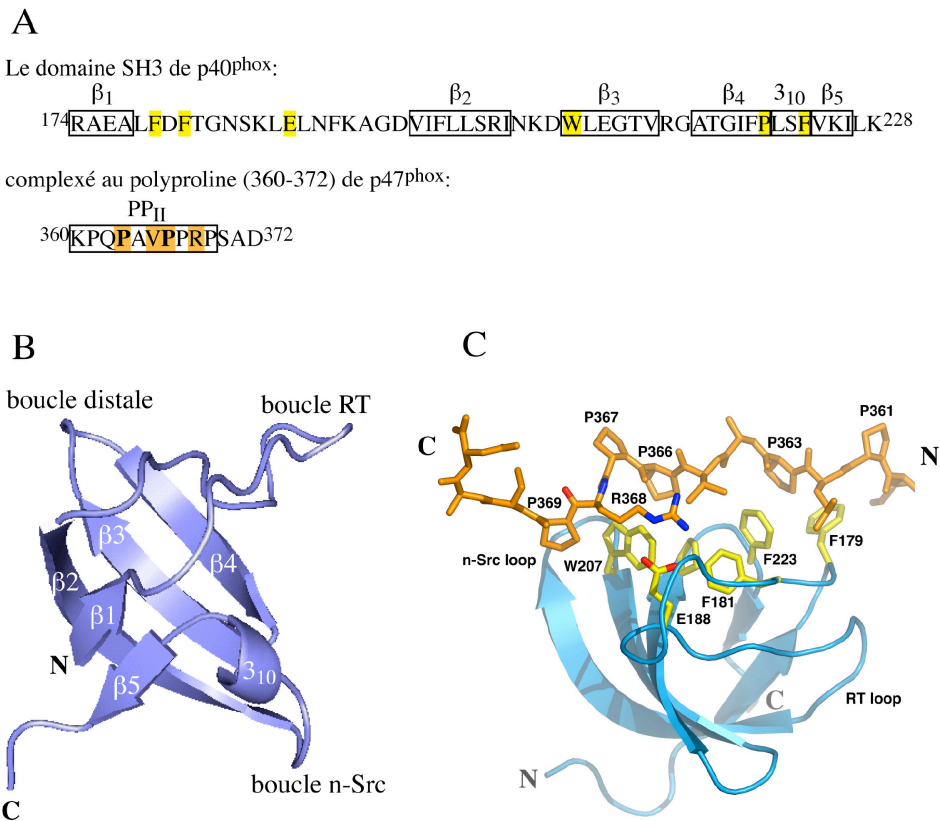 A
Le domaine SH3 de p40phox:
β1 β2 β3 β4 310 β5
174RAEALFDFTGNSKLELNFKAGDVIFLLSRINKDWLEGTVRGATGIFPLSFVKILK228
complexé au polyproline (360-372) de p47phox:
PPII
360KPQPAVPPRPSAD372
B
boucle distale
boucle RT
β3
β4
β2
β1
N
β5
310
boucle n-Src
C
C
P367
P361
C
P366
P363
N
P369
R368
n-Src loop
F179
W207
F223
F181
E188
RT loop
C
N